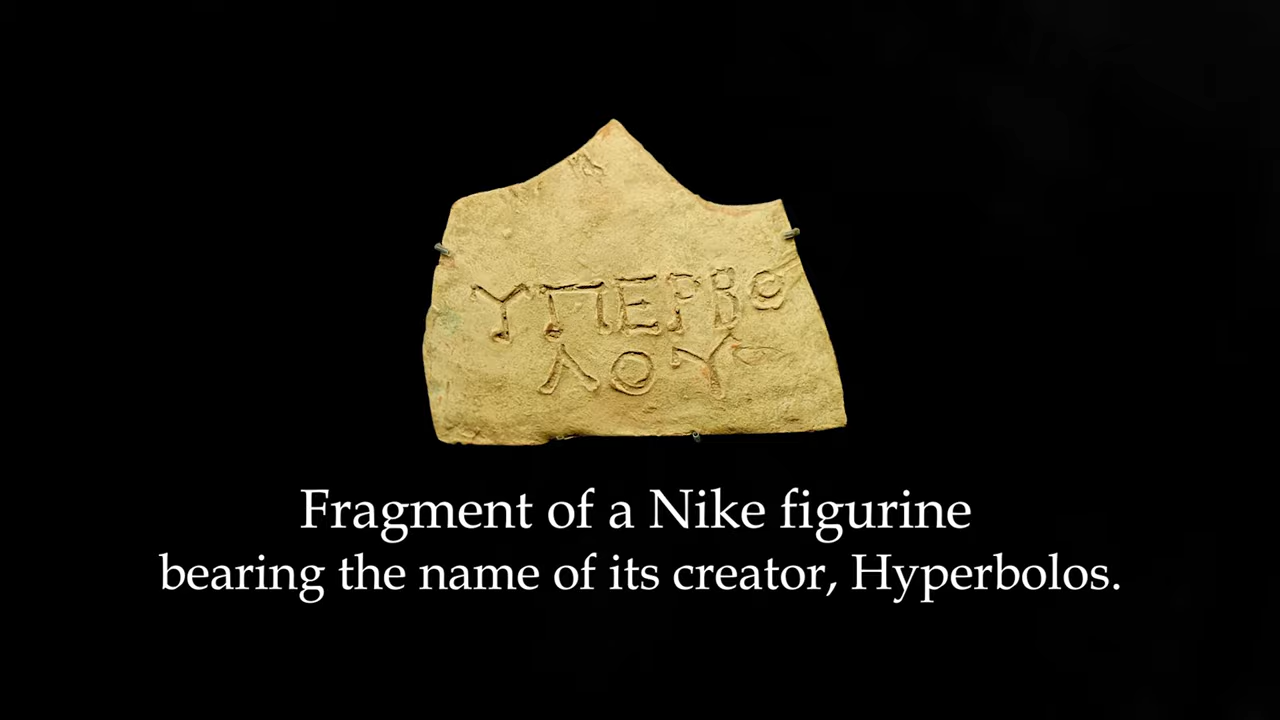 ΥΠΕΡΒΟ
ΛΟΥ
Fragment of a Nike figurine
bearing the name of its creator, Hyperbolos.